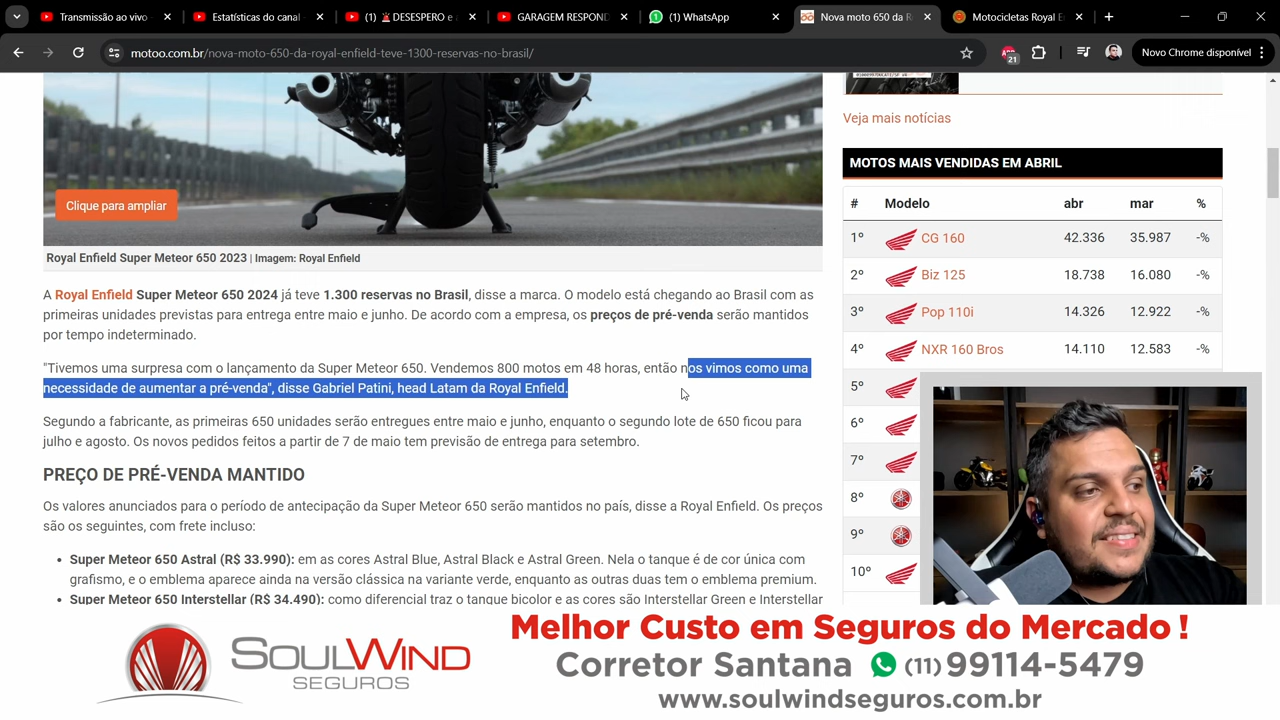 Transmissão ao vivo
Estatísticas do canal
(1) 🚨DESESPERO e
GARAGEM RESPOND
(1) WhatsApp
Nova moto 650 da R
Motocicletas Royal E
motoo.com.br/nova-moto-650-da-royal-enfield-teve-1300-reservas-no-brasil/
21
Novo Chrome disponível
Clique para ampliar
Royal Enfield Super Meteor 650 2023 | Imagem: Royal Enfield
A Royal Enfield Super Meteor 650 2024 já teve 1.300 reservas no Brasil, disse a marca. O modelo está chegando ao Brasil com as
primeiras unidades previstas para entrega entre maio e junho. De acordo com a empresa, os preços de pré-venda serão mantidos
por tempo indeterminado.
"Tivemos uma surpresa com o lançamento da Super Meteor 650. Vendemos 800 motos em 48 horas, então nos vimos como uma
necessidade de aumentar a pré-venda", disse Gabriel Patini, head Latam da Royal Enfield.
Segundo a fabricante, as primeiras 650 unidades serão entregues entre maio e junho, enquanto o segundo lote de 650 ficou para
julho e agosto. Os novos pedidos feitos a partir de 7 de maio tem previsão de entrega para setembro.
PREÇO DE PRÉ-VENDA MANTIDO
Os valores anunciados para o período de antecipação da Super Meteor 650 serão mantidos no país, disse a Royal Enfield. Os preços
são os seguintes, com frete incluso:
• Super Meteor 650 Astral (R$ 33.990): em as cores Astral Blue, Astral Black e Astral Green. Nela o tanque é de cor única com
grafismo, e o emblema aparece ainda na versão clássica na variante verde, enquanto as outras duas tem o emblema premium.
• Super Meteor 650 Interstellar (R$ 34.490): como diferencial traz o tanque bicolor e as cores são Interstellar Green e Interstellar
Veja mais notícias
MOTOS MAIS VENDIDAS EM ABRIL
# Modelo abr mar %
1º CG 160 42.336 35.987 -%
2º Biz 125 18.738 16.080 -%
3º Pop 110i 14.326 12.922 -%
4º NXR 160 Bros 14.110 12.583 -%
5º
6º
7º
8º
9º
10º
SOULWIND
SEGUROS
Melhor Custo em Seguros do Mercado !
Corretor Santana (11) 99114-5479
www.soulwindseguros.com.br